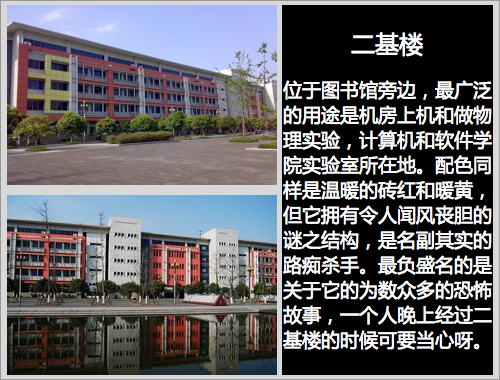 二基楼
位于图书馆旁边，最广泛
的用途是机房上机和做物
理实验，计算机和软件学
院实验室所在地。配色同
样是温暖的砖红和暖黄，
但它拥有令人闻风丧胆的
谜之结构，是名副其实的
路痴杀手。最负盛名的是
关于它的为数众多的恐怖
故事，一个人晚上经过二
基楼的时候可要当心呀。